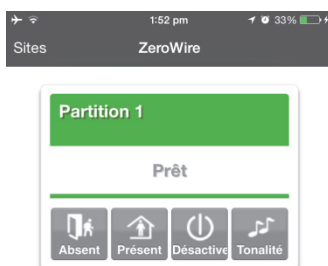 1:52 pm
33%
Sites
ZeroWire
Partition 1
Prêt
Absent
Présent
Désactive
Tonalité